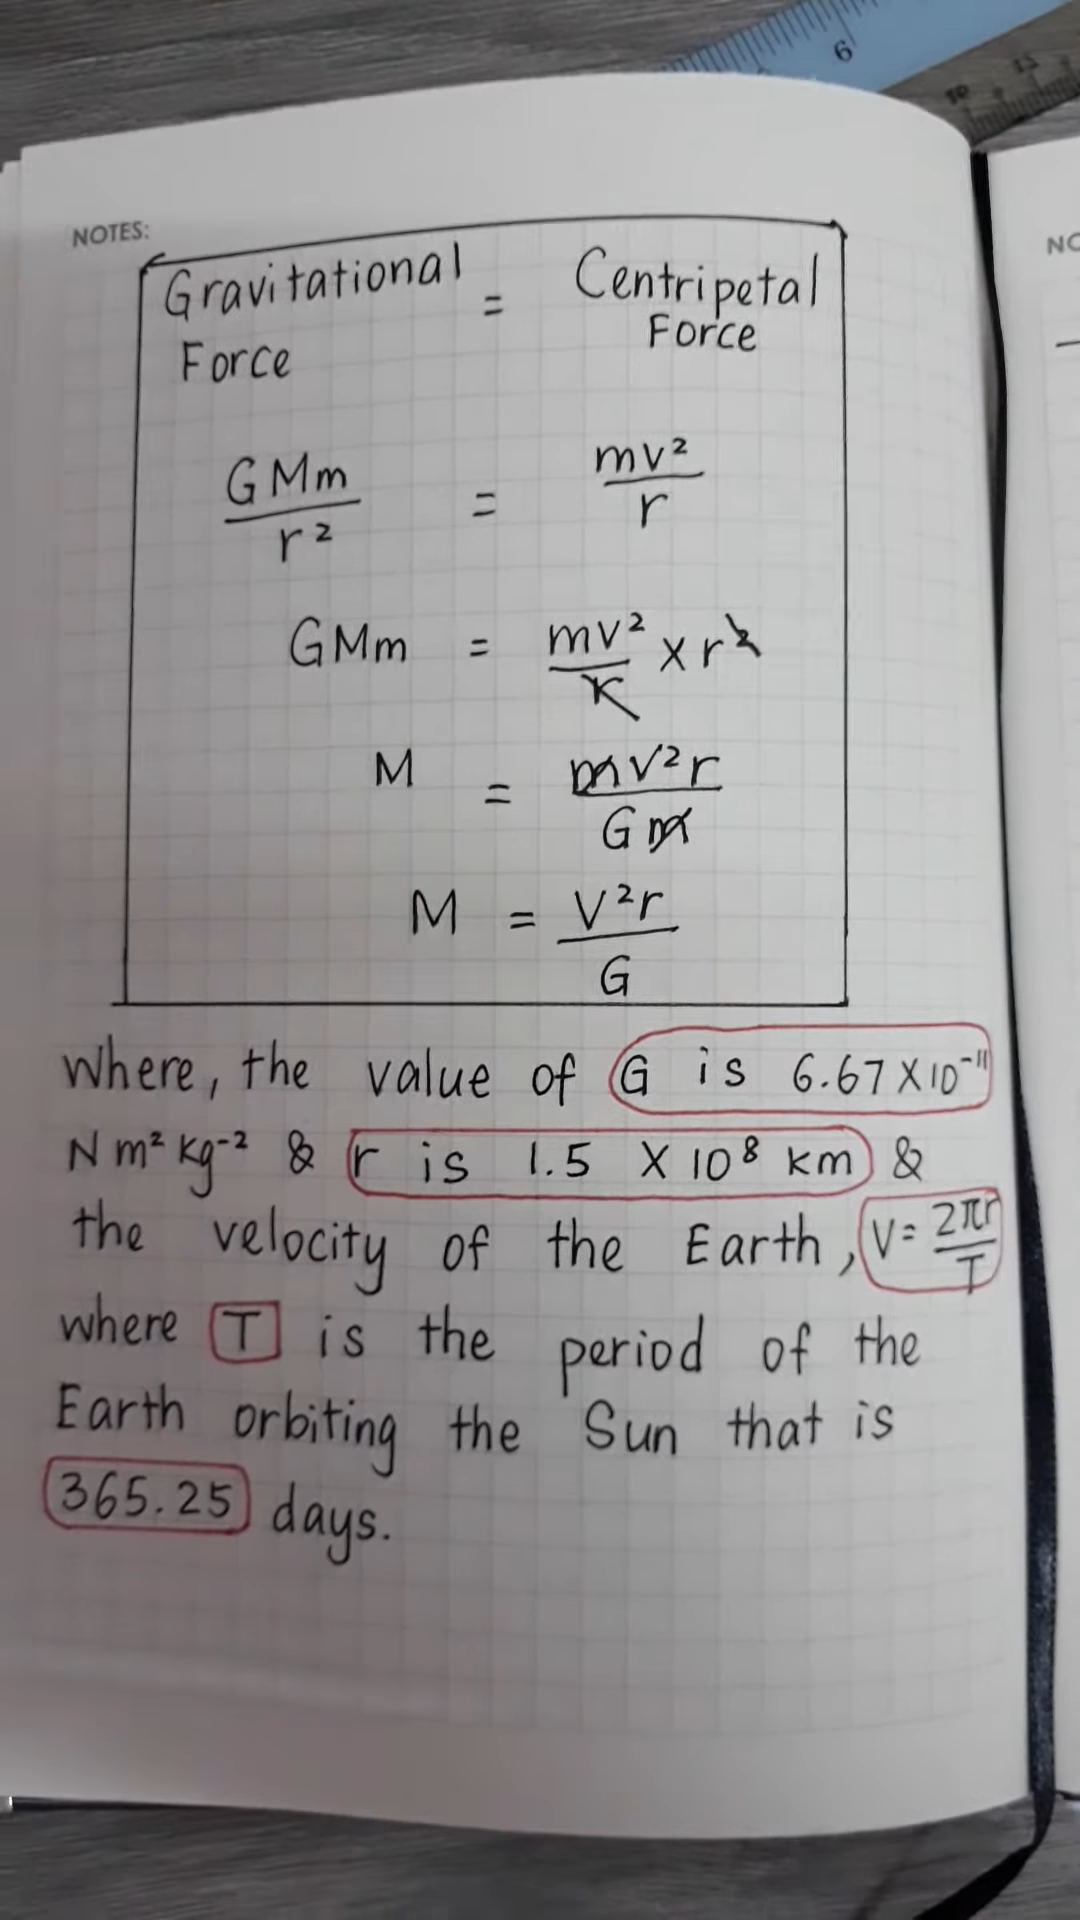 6
10
NOTES:
Gravitational Force = Centripetal Force
GMm/r² = mv²/r
GMm = mv²/r × r²
M = mv²r/Gm
M = V²r/G
Where, the value of G is 6.67 × 10⁻¹¹
N m² kg⁻² & r is 1.5 × 10⁸ km &
the velocity of the Earth, V = 2πr/T
where T is the period of the
Earth orbiting the Sun that is
365.25 days.